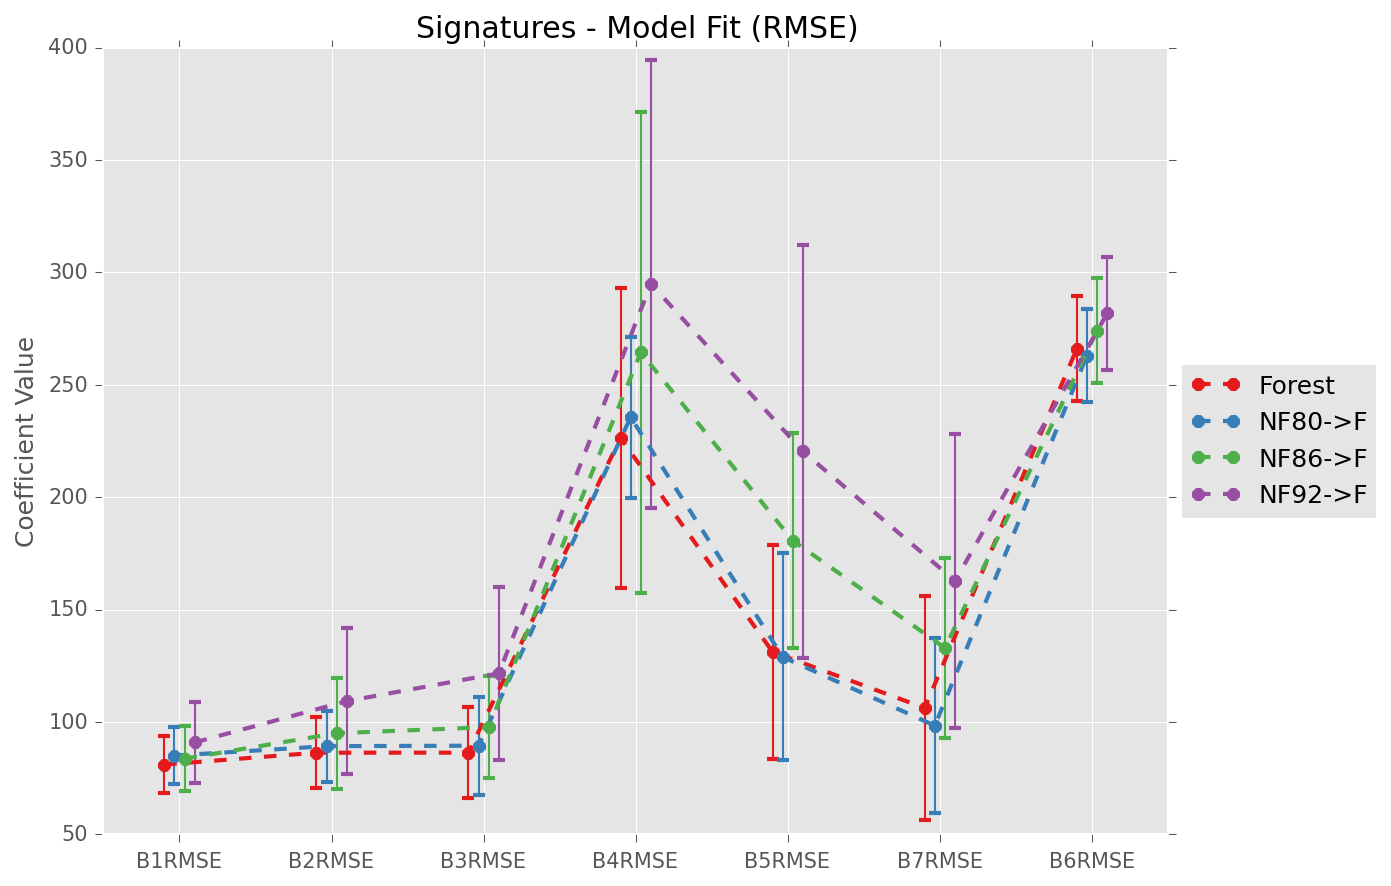 Signatures - Model Fit (RMSE)
Coefficient Value
400
350
300
250
200
150
100
50
B1RMSE B2RMSE B3RMSE B4RMSE B5RMSE B7RMSE B6RMSE
Forest
NF80->F
NF86->F
NF92->F